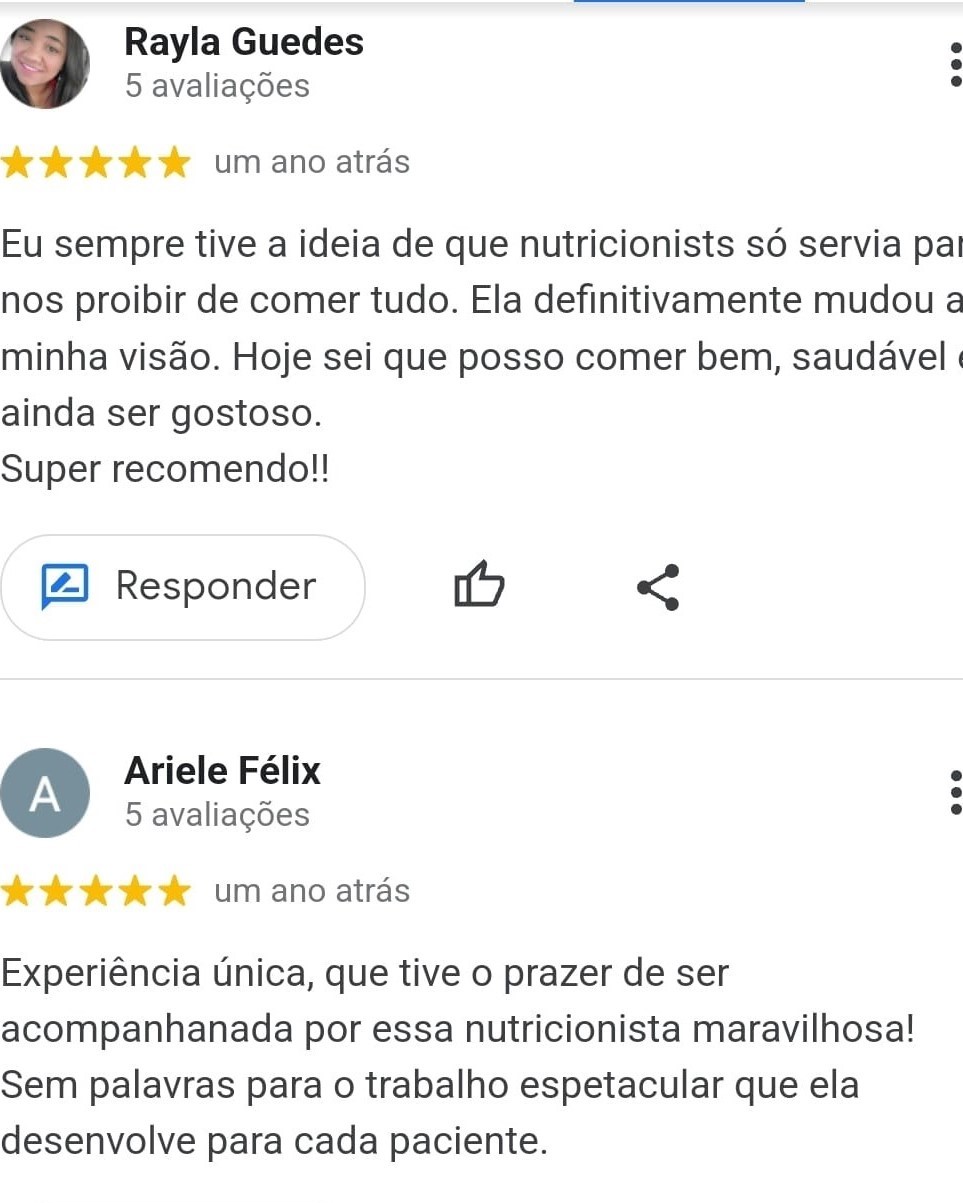 Rayla Guedes
5 avaliações
um ano atrás
Eu sempre tive a ideia de que nutricionists só servia par
nos proibir de comer tudo. Ela definitivamente mudou a
minha visão. Hoje sei que posso comer bem, saudável e
ainda ser gostoso.
Super recomendo!!
Responder
A
Ariele Félix
5 avaliações
um ano atrás
Experiência única, que tive o prazer de ser
acompanhanada por essa nutricionista maravilhosa!
Sem palavras para o trabalho espetacular que ela
desenvolve para cada paciente.